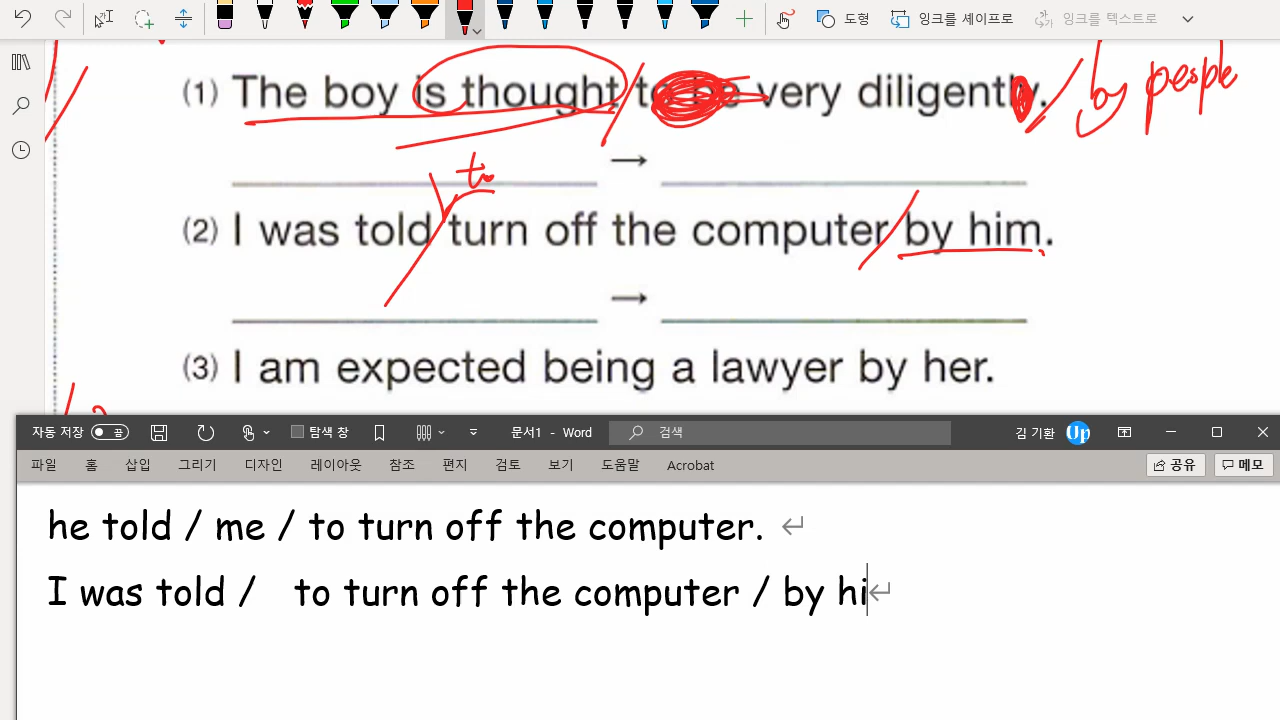 도형 잉크를 셰이프로 잉크를 텍스트로
(1) The boy is thought to be very diligently. by people
→
to
(2) I was told turn off the computer by him.
→
(3) I am expected being a lawyer by her.
자동 저장 끔 탐색 창 문서1 - Word 검색 김 기환 Up
파일 홈 삽입 그리기 디자인 레이아웃 참조 편지 검토 보기 도움말 Acrobat 공유 메모
he told / me / to turn off the computer.
I was told / to turn off the computer / by hi